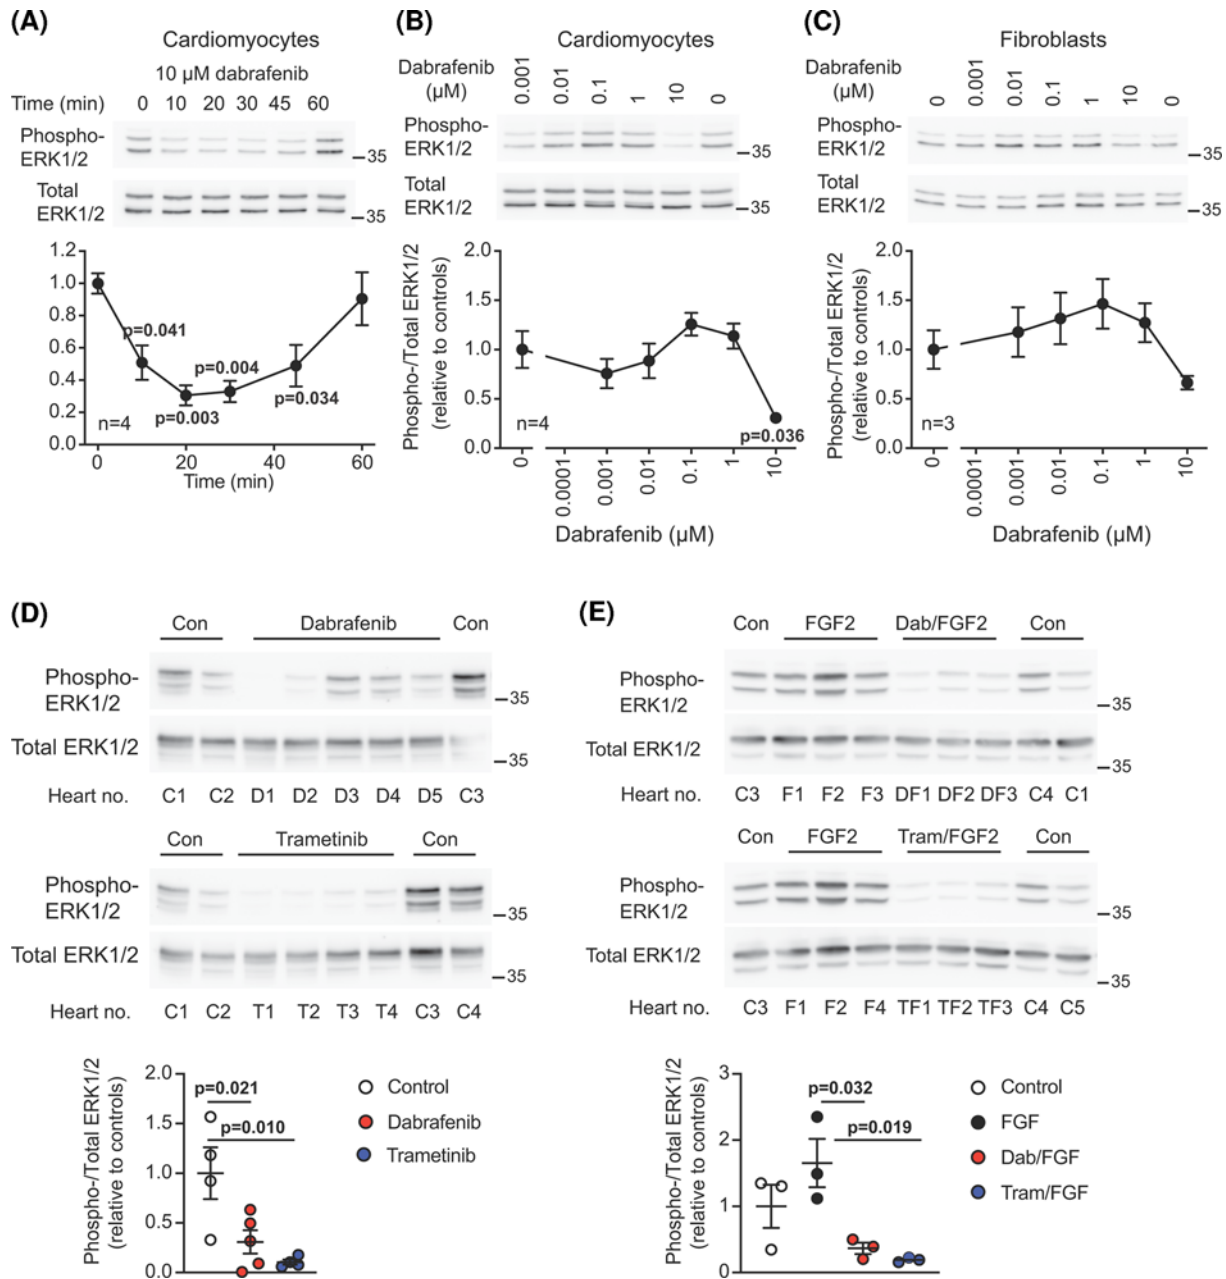 (A)
Cardiomyocytes
10 µM dabrafenib
Time (min) 0 10 20 30 45 60
Phospho-
ERK1/2
35
Total
ERK1/2
35
1.2
1.0
0.8
0.6
0.4
0.2
0.0
p=0.041
p=0.003
p=0.004
p=0.034
n=4
0 20 40 60
Time (min)
(B)
Cardiomyocytes
Dabrafenib
(µM)
0.001 0.01 0.1 1 10 0
Phospho-
ERK1/2
35
Total
ERK1/2
35
Phospho-/Total ERK1/2
(relative to controls)
2.0
1.5
1.0
0.5
0.0
n=4
p=0.036
0 0.0001 0.001 0.01 0.1 1 10
Dabrafenib (µM)
(C)
Fibroblasts
Dabrafenib
(µM)
0 0.001 0.01 0.1 1 10 0
Phospho-
ERK1/2
35
Total
ERK1/2
35
Phospho-/Total ERK1/2
(relative to controls)
2.0
1.5
1.0
0.5
0.0
n=3
0 0.0001 0.001 0.01 0.1 1 10
Dabrafenib (µM)
(D)
Con Dabrafenib Con
Phospho-
ERK1/2
35
Total ERK1/2
35
Heart no. C1 C2 D1 D2 D3 D4 D5 C3
Con Trametinib Con
Phospho-
ERK1/2
35
Total ERK1/2
35
Heart no. C1 C2 T1 T2 T3 T4 C3 C4
Phospho-/Total ERK1/2
(relative to controls)
2.0
1.5
1.0
0.5
0.0
p=0.021
p=0.010
Control
Dabrafenib
Trametinib
(E)
Con FGF2 Dab/FGF2 Con
Phospho-
ERK1/2
35
Total ERK1/2
35
Heart no. C3 F1 F2 F3 DF1 DF2 DF3 C4 C1
Con FGF2 Tram/FGF2 Con
Phospho-
ERK1/2
35
Total ERK1/2
35
Heart no. C3 F1 F2 F4 TF1 TF2 TF3 C4 C5
Phospho-/Total ERK1/2
(relative to controls)
3
2
1
0
p=0.032
p=0.019
Control
FGF
Dab/FGF
Tram/FGF